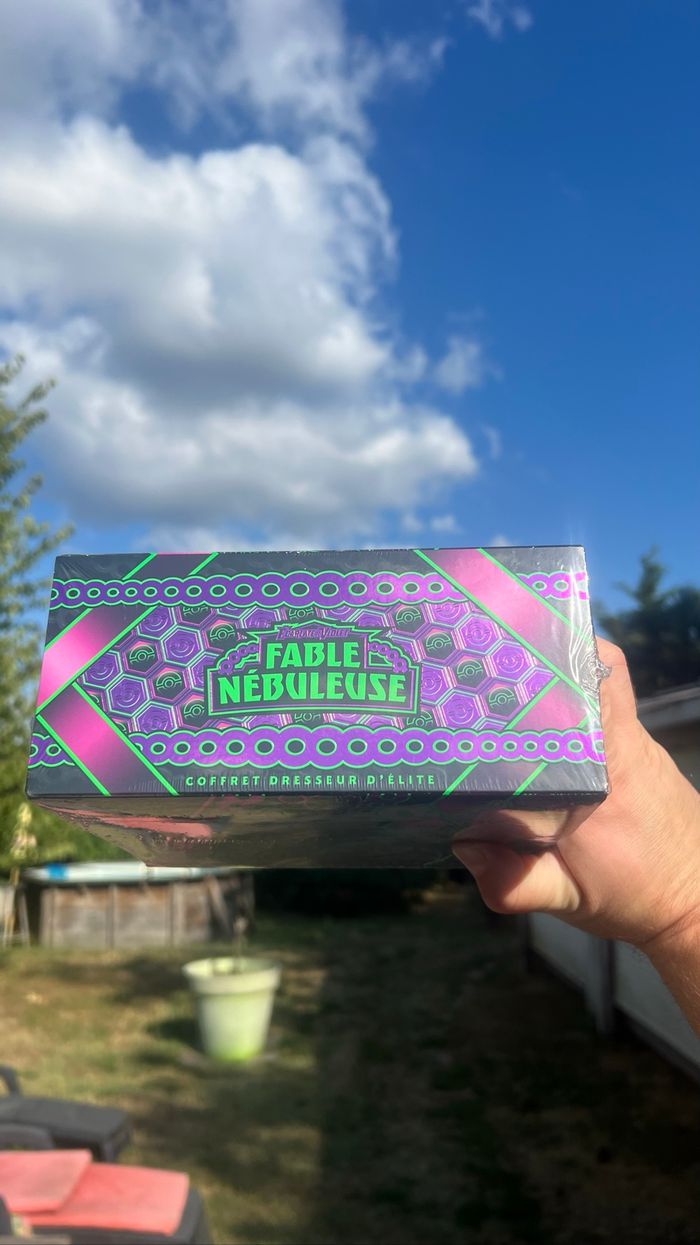 ÉCARLATE ET VIOLET
FABLE
NÉBULEUSE
COFFRET DRESSEUR D'ÉLITE